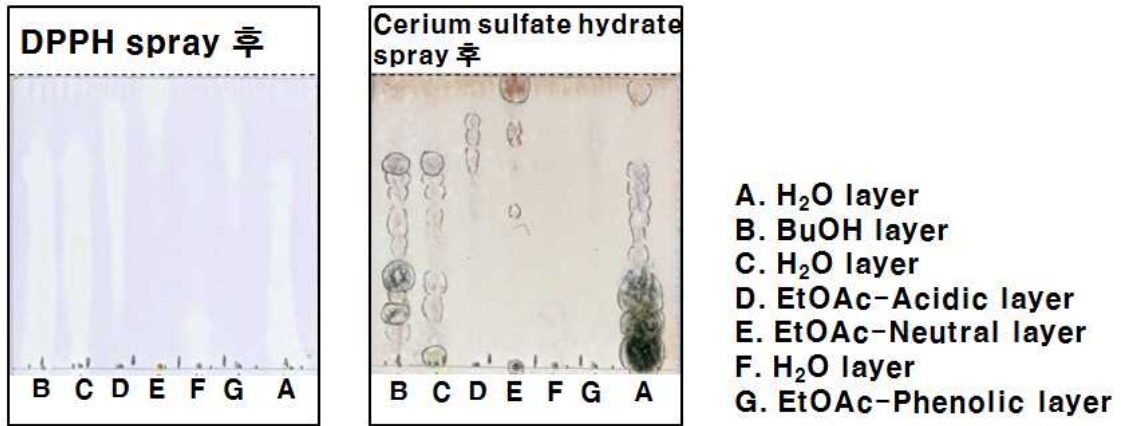 DPPH spray 후
B C D E F G A
Cerium sulfate hydrate
spray 후
B C D E F G A
A. H₂O layer
B. BuOH layer
C. H₂O layer
D. EtOAc-Acidic layer
E. EtOAc-Neutral layer
F. H₂O layer
G. EtOAc-Phenolic layer